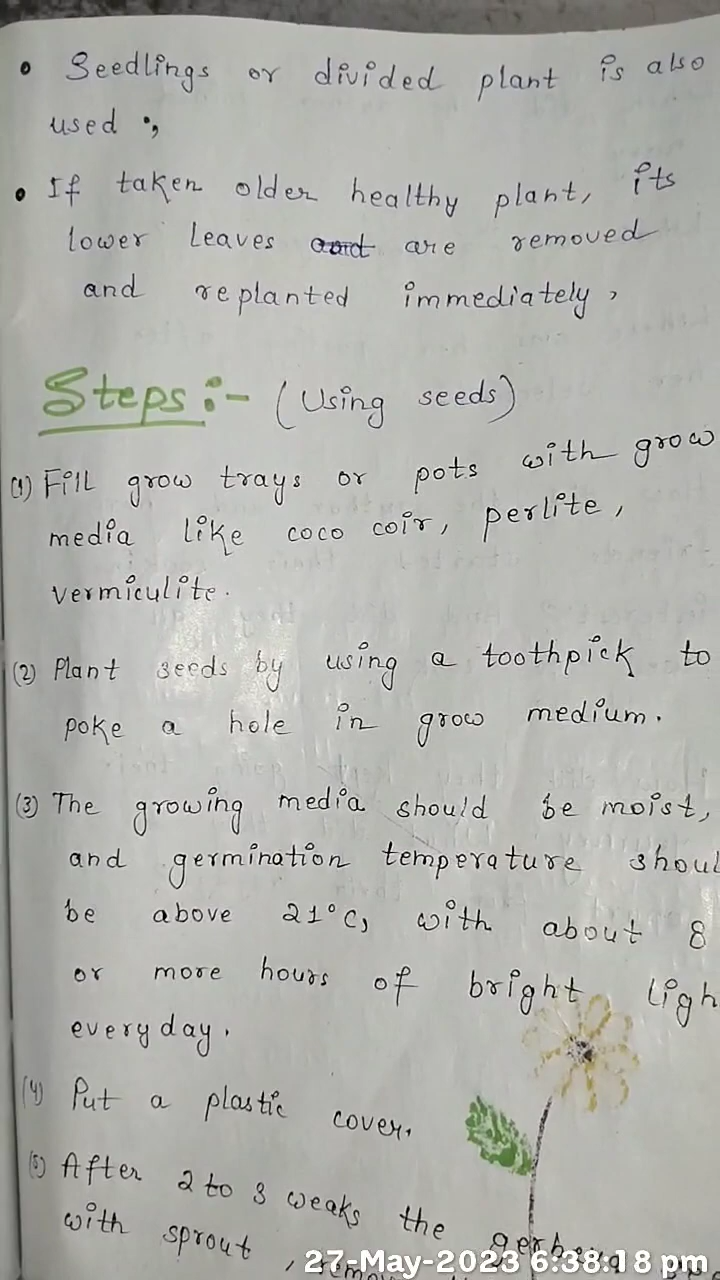 • Seedlings or divided plant is also
used :,
• If taken older healthy plant, its
lower leaves and are removed
and replanted immediately,
Steps:- (Using seeds)
(1) Fill grow trays or pots with grow
media like coco coir, perlite,
vermiculite.
(2) Plant seeds by using a toothpick to
poke a hole in grow medium.
(3) The growing media should be moist,
and germination temperature shoul
be above 21°C, with about 8
or more hours of bright ligh
everyday.
(4) Put a plastic cover.
(5) After 2 to 3 weaks the gerbera
with sprout,
27-May-2023 6:38:18 pm